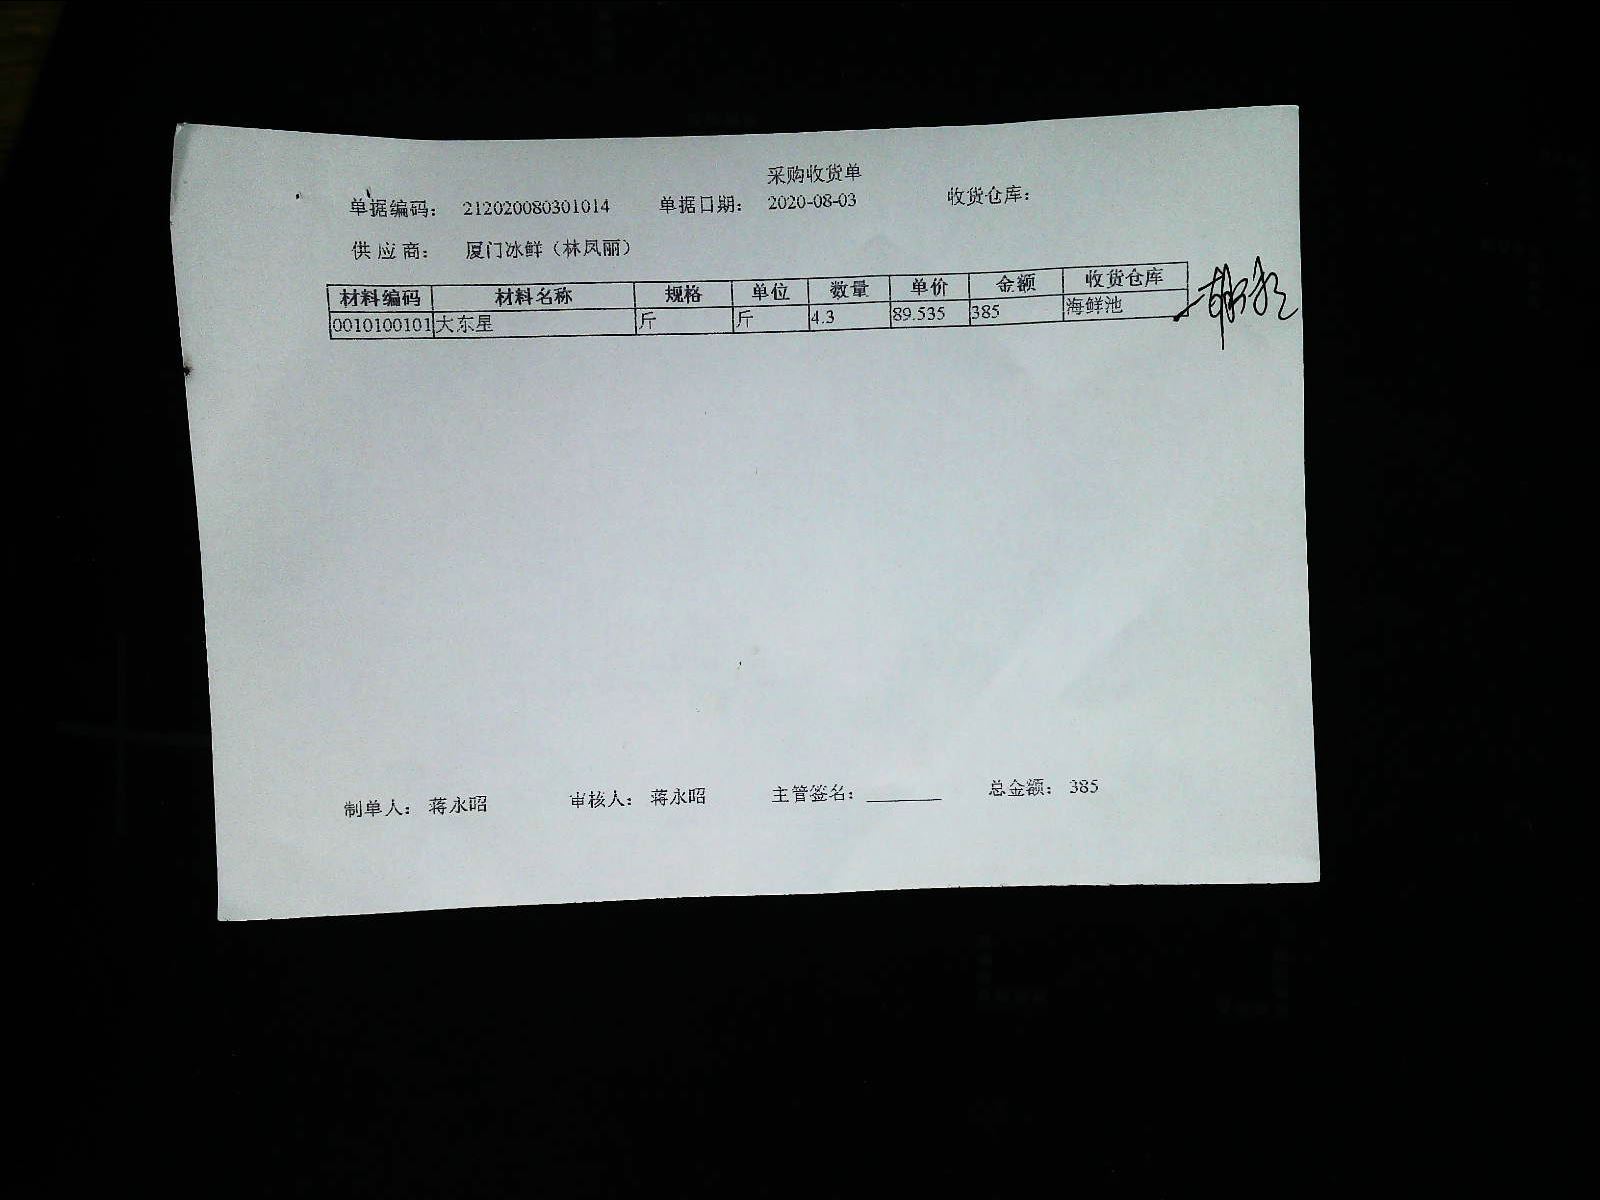 采购收货单
单据编码： 212020080301014 单据日期： 2020-08-03 收货仓库：
供 应 商： 厦门冰鲜（林凤丽）
材料编码 材料名称 规格 单位 数量 单价 金额 收货仓库
0010100101 大东星 斤 斤 4.3 89.535 385 海鲜池
制单人： 蒋永昭 审核人： 蒋永昭 主管签名： 总金额： 385